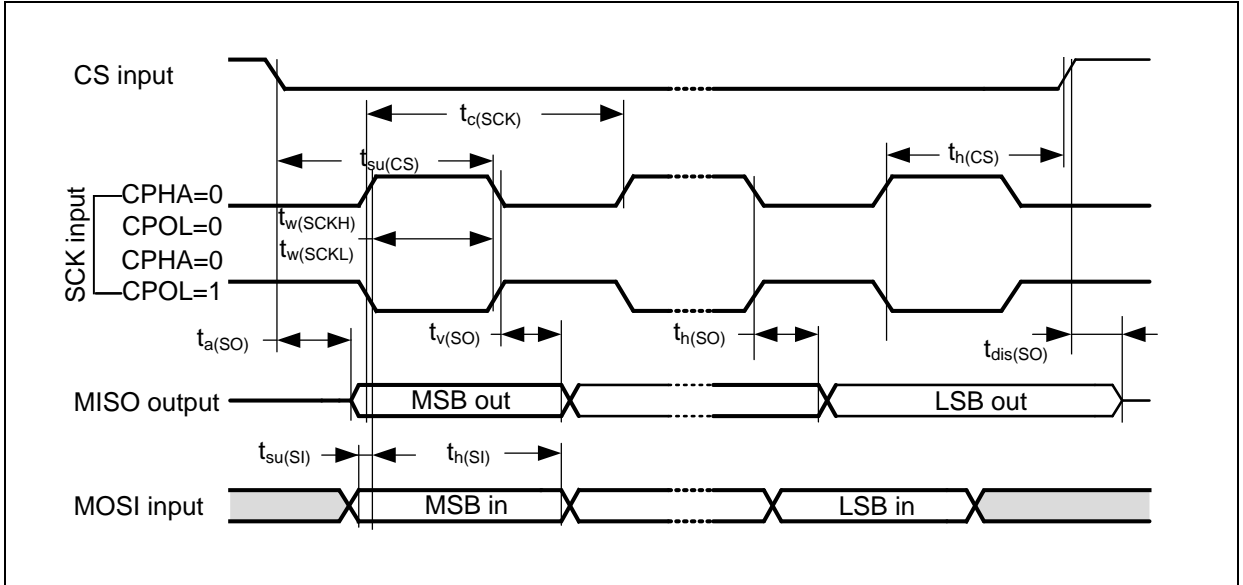 CS input
tc(SCK)
tsu(CS)
th(CS)
SCK input
CPHA=0
CPOL=0
CPHA=0
CPOL=1
tw(SCKH)
tw(SCKL)
ta(SO)
tv(SO)
th(SO)
tdis(SO)
MISO output
MSB out
LSB out
tsu(SI)
th(SI)
MOSI input
MSB in
LSB in